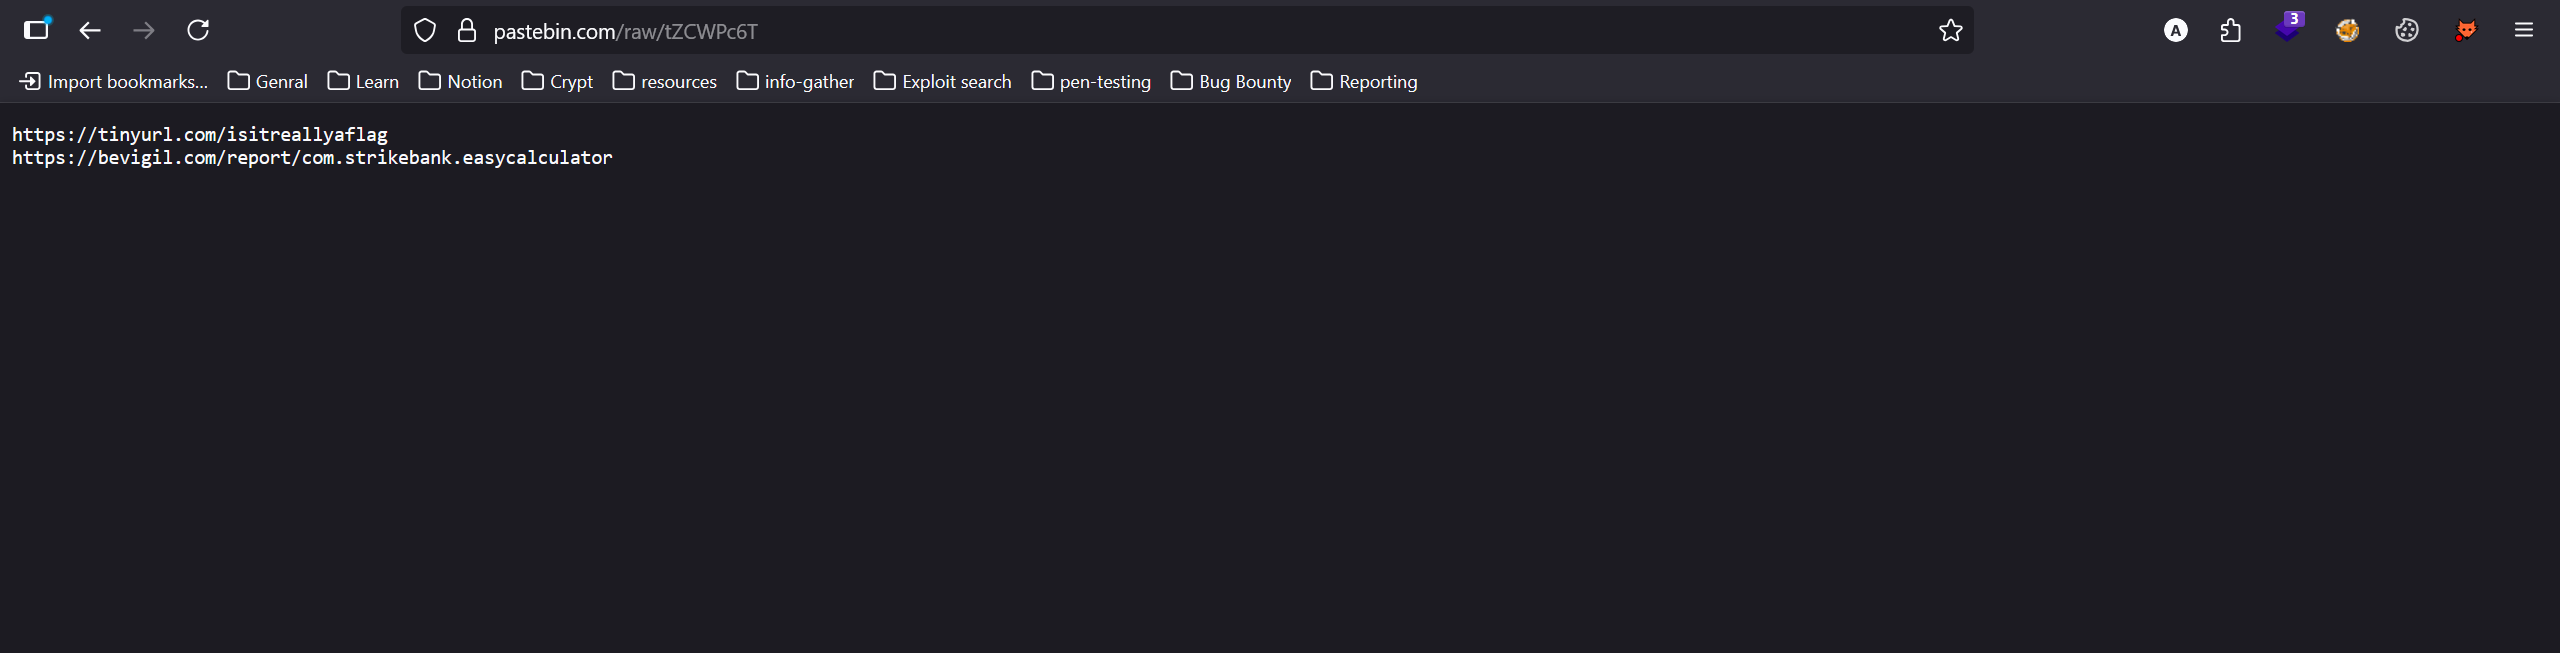 pastebin.com/raw/tZCWPc6T
A
3
Import bookmarks... Genral Learn Notion Crypt resources info-gather Exploit search pen-testing Bug Bounty Reporting
https://tinyurl.com/isitreallyaflag
https://bevigil.com/report/com.strikebank.easycalculator